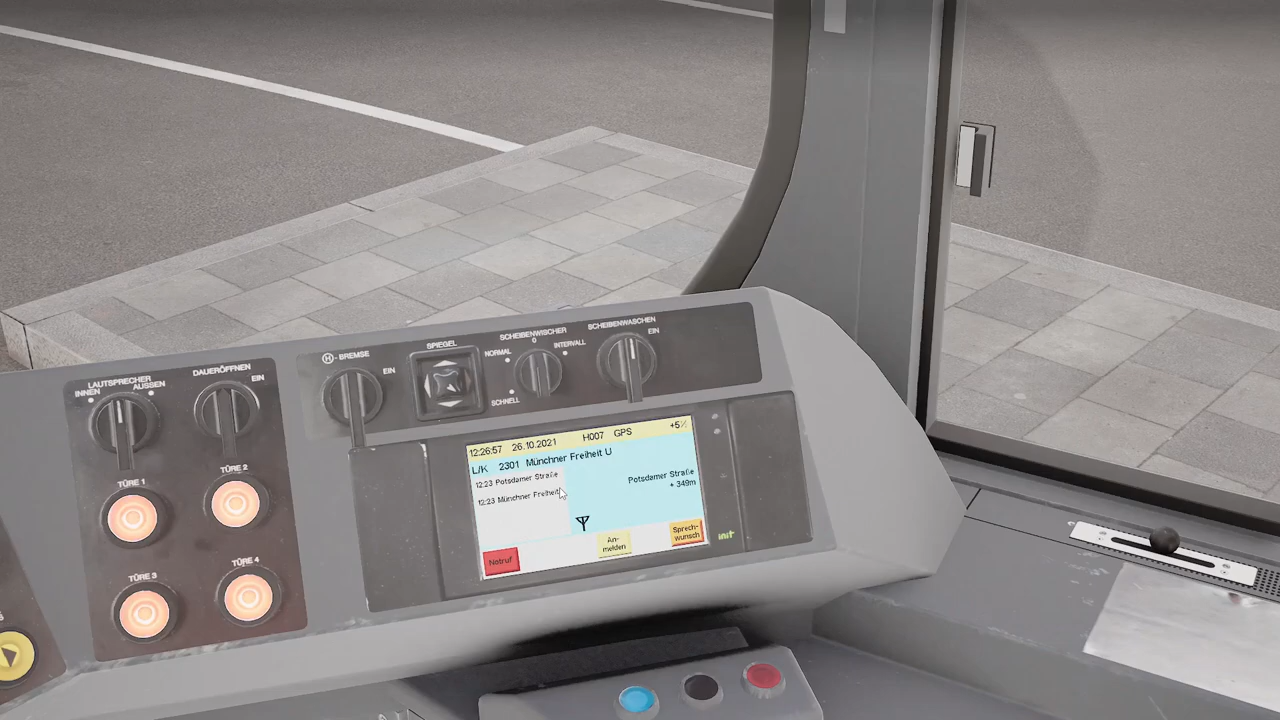 LAUTSPRECHER
INNEN
AUSSEN
DAUERÖFFNEN
EIN
TÜRE 1
TÜRE 2
TÜRE 3
TÜRE 4
H - BREMSE
EIN
SPIEGEL
SCHEIBENWISCHER
0
NORMAL
INTERVALL
SCHNELL
SCHEIBENWASCHEN
EIN
12:26:57 26.10.2021 H007 GPS
L/K 2301 Münchner Freiheit U
12:23 Potsdamer Straße
12:23 Münchner Freiheit
Potsdamer Straße
+ 349m
Notruf
An-
melden
Sprech-
wunsch
init